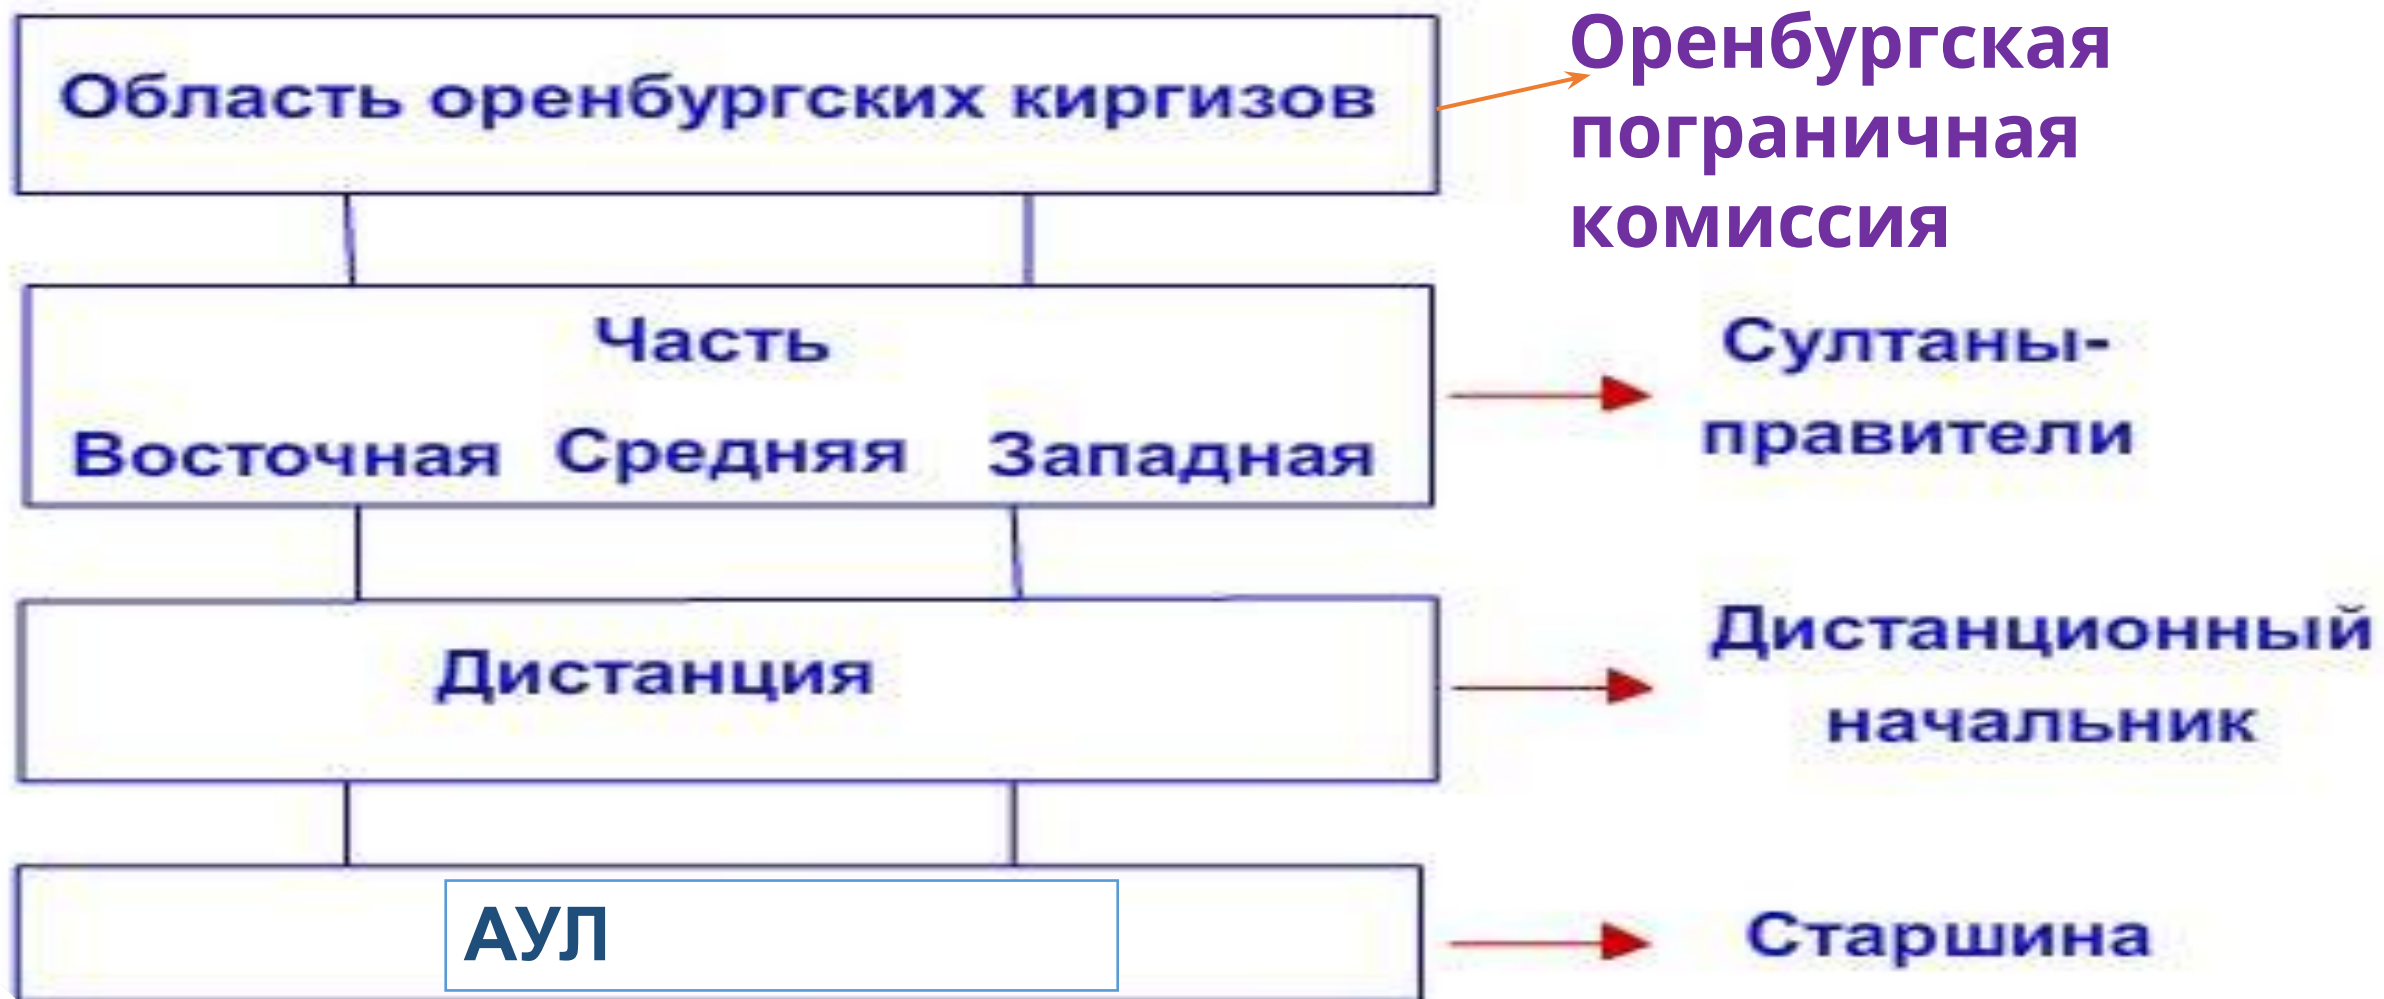 Область оренбургских киргизов
Оренбургская
пограничная
комиссия
Часть
Восточная Средняя Западная
Султаны-
правители
Дистанция
Дистанционный
начальник
АУЛ
Старшина